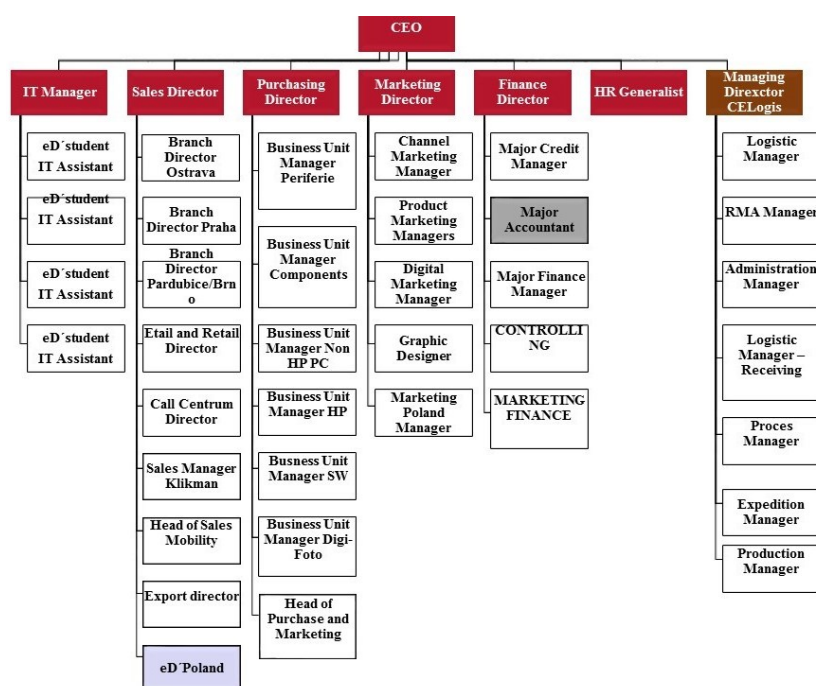 CEO
IT Manager
Sales Director
Purchasing
Director
Marketing
Director
Finance
Director
HR Generalist
Managing
Direxctor
CELogis
eD´student
IT Assistant
eD´student
IT Assistant
eD´student
IT Assistant
eD´student
IT Assistant
Branch
Director
Ostrava
Branch
Director Praha
Branch
Director
Pardubice/Brn
o
Etail and Retail
Director
Call Centrum
Director
Sales Manager
Klikman
Head of Sales
Mobility
Export director
eD´Poland
Business Unit
Manager
Periferie
Business Unit
Manager
Components
Business Unit
Manager Non
HP PC
Business Unit
Manager HP
Busness Unit
Manager SW
Business Unit
Manager Digi-
Foto
Head of
Purchase and
Marketing
Channel
Marketing
Manager
Product
Marketing
Managers
Digital
Marketing
Manager
Graphic
Designer
Marketing
Poland Manager
Major Credit
Manager
Major
Accountant
Major Finance
Manager
CONTROLLI
NG
MARKETING
FINANCE
Logistic
Manager
RMA Manager
Administration
Manager
Logistic
Manager –
Receiving
Proces
Manager
Expedition
Manager
Production
Manager